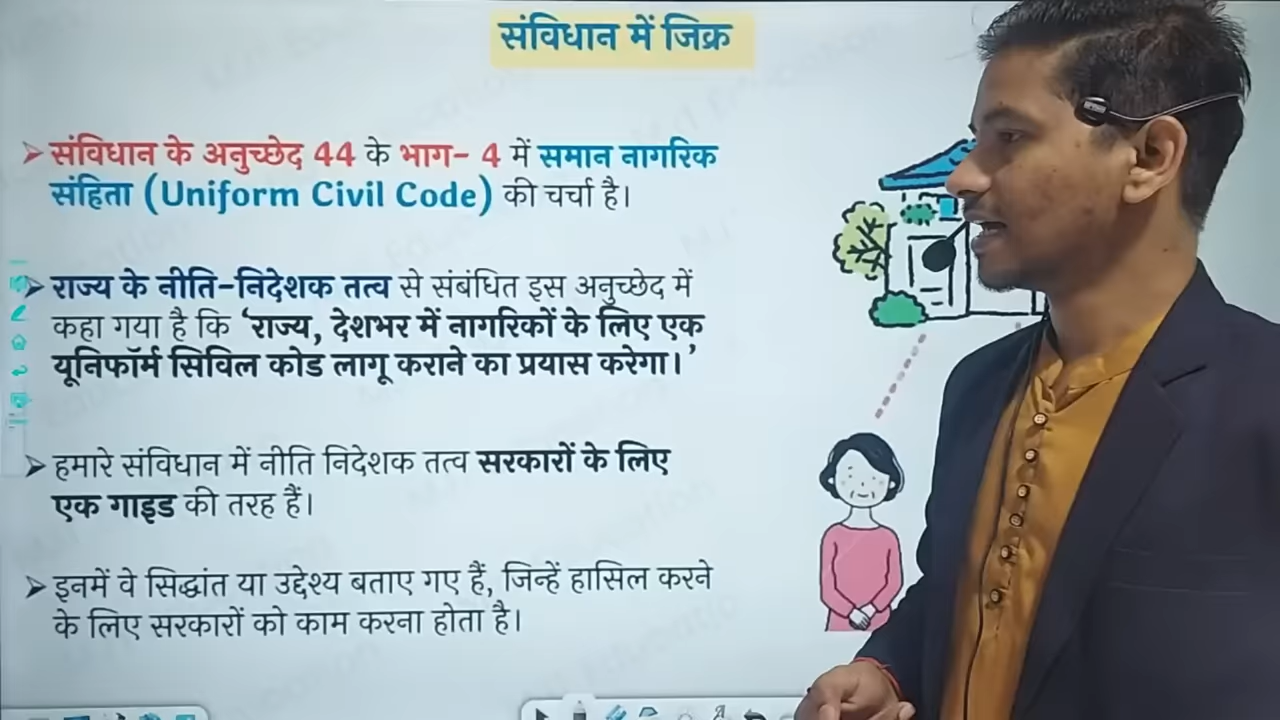 संविधान में जिक्र
संविधान के अनुच्छेद 44 के भाग- 4 में समान नागरिक
संहिता (Uniform Civil Code) की चर्चा है।
राज्य के नीति-निदेशक तत्व से संबंधित इस अनुच्छेद में
कहा गया है कि ‘राज्य, देशभर में नागरिकों के लिए एक
यूनिफॉर्म सिविल कोड लागू कराने का प्रयास करेगा।’
हमारे संविधान में नीति निदेशक तत्व सरकारों के लिए
एक गाइड की तरह हैं।
इनमें वे सिद्धांत या उद्देश्य बताए गए हैं, जिन्हें हासिल करने
के लिए सरकारों को काम करना होता है।